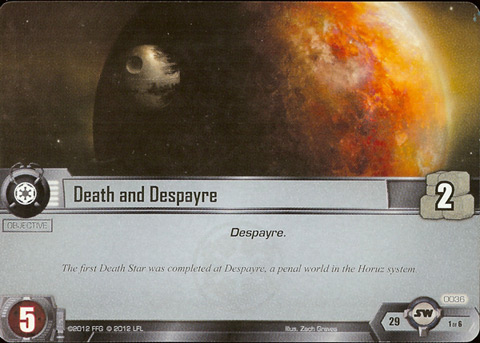 Death and Despayre
2
OBJECTIVE
Despayre.
The first Death Star was completed at Despayre, a penal world in the Horuz system
5
©2012 FFG © 2012 LFL
Illus. Zach Graves
29
SW
0036
1 OF 6